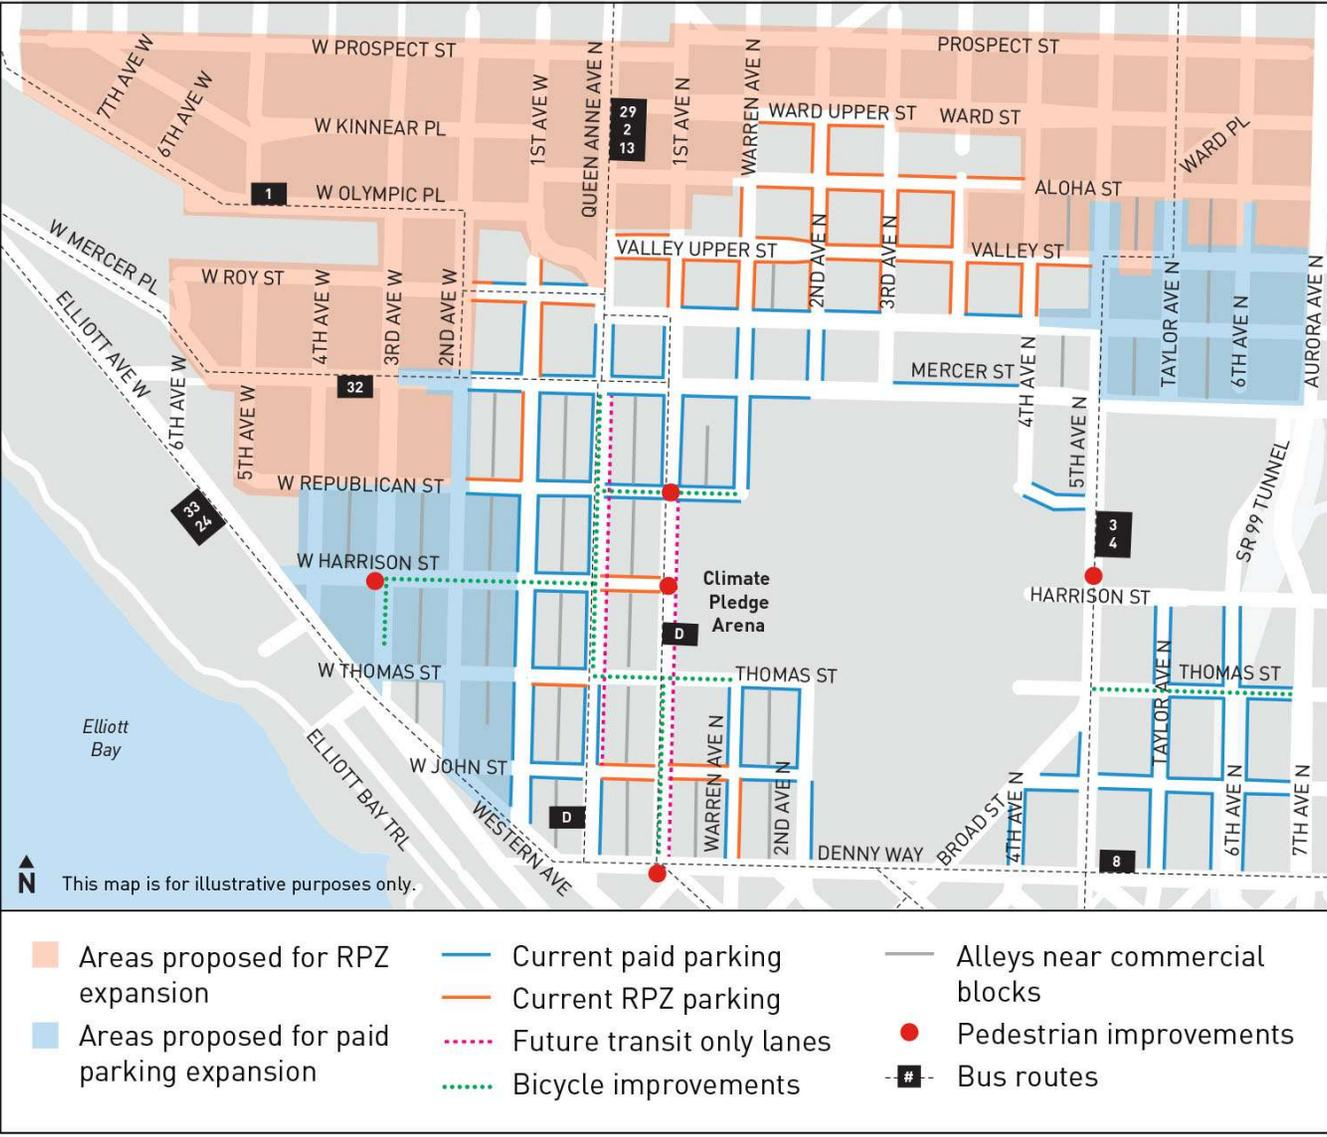 W PROSPECT ST
PROSPECT ST
7TH AVE W
6TH AVE W
W KINNEAR PL
1ST AVE W
QUEEN ANNE AVE N
29
2
13
1ST AVE N
WARREN AVE N
WARD UPPER ST
WARD ST
WARD PL
1
W OLYMPIC PL
ALOHA ST
W MERCER PL
W ROY ST
VALLEY UPPER ST
2ND AVE N
3RD AVE N
VALLEY ST
4TH AVE W
3RD AVE W
2ND AVE W
TAYLOR AVE N
6TH AVE N
AURORA AVE N
ELLIOTT AVE W
6TH AVE W
32
MERCER ST
4TH AVE N
5TH AVE N
5TH AVE W
W REPUBLICAN ST
33
24
3
4
SR 99 TUNNEL
W HARRISON ST
Climate
Pledge
Arena
HARRISON ST
D
W THOMAS ST
THOMAS ST
TAYLOR AVE N
THOMAS ST
Elliott
Bay
ELLIOTT BAY TRL
W JOHN ST
WARREN AVE N
2ND AVE N
BROAD ST
4TH AVE N
6TH AVE N
7TH AVE N
WESTERN AVE
D
DENNY WAY
8
N
This map is for illustrative purposes only.
Areas proposed for RPZ
expansion
Areas proposed for paid
parking expansion
Current paid parking
Current RPZ parking
Future transit only lanes
Bicycle improvements
Alleys near commercial
blocks
Pedestrian improvements
# Bus routes